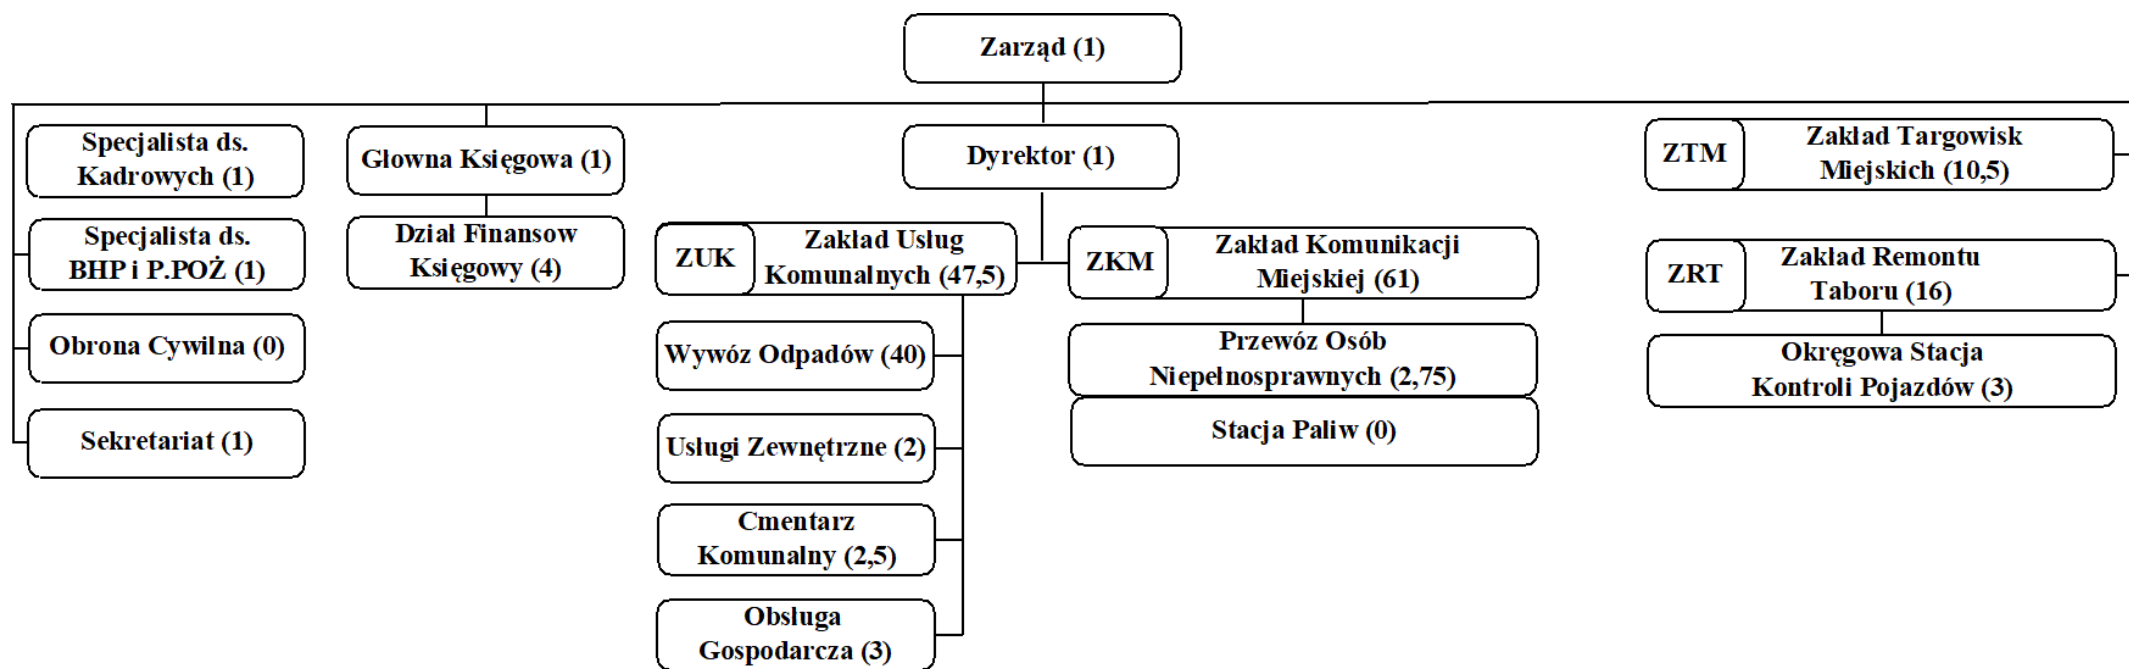 Zarząd (1)
Specjalista ds.
Kadrowych (1)
Specjalista ds.
BHP i P.POŻ (1)
Obrona Cywilna (0)
Sekretariat (1)
Głowna Księgowa (1)
Dział Finansow
Księgowy (4)
Dyrektor (1)
ZUK
Zakład Usług
Komunalnych (47,5)
Wywóz Odpadów (40)
Usługi Zewnętrzne (2)
Cmentarz
Komunalny (2,5)
Obsługa
Gospodarcza (3)
ZKM
Zakład Komunikacji
Miejskiej (61)
Przewóz Osób
Niepełnosprawnych (2,75)
Stacja Paliw (0)
ZTM
Zakład Targowisk
Miejskich (10,5)
ZRT
Zakład Remontu
Taboru (16)
Okręgowa Stacja
Kontroli Pojazdów (3)